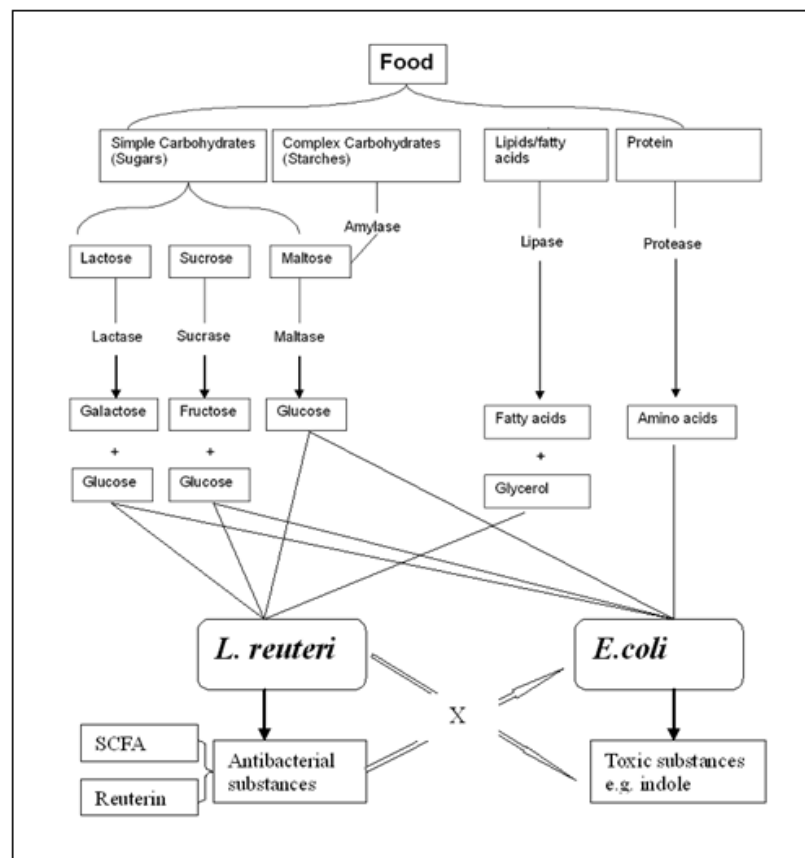 Food
Simple Carbohydrates
(Sugars)
Complex Carbohydrates
(Starches)
Lipids/fatty
acids
Protein
Amylase
Lipase
Protease
Lactose
Sucrose
Maltose
Lactase
Sucrase
Maltase
Galactose
Fructose
Glucose
Fatty acids
Amino acids
+
+
+
Glucose
Glucose
Glycerol
L. reuteri
E.coli
X
SCFA
Reuterin
Antibacterial
substances
Toxic substances
e.g. indole